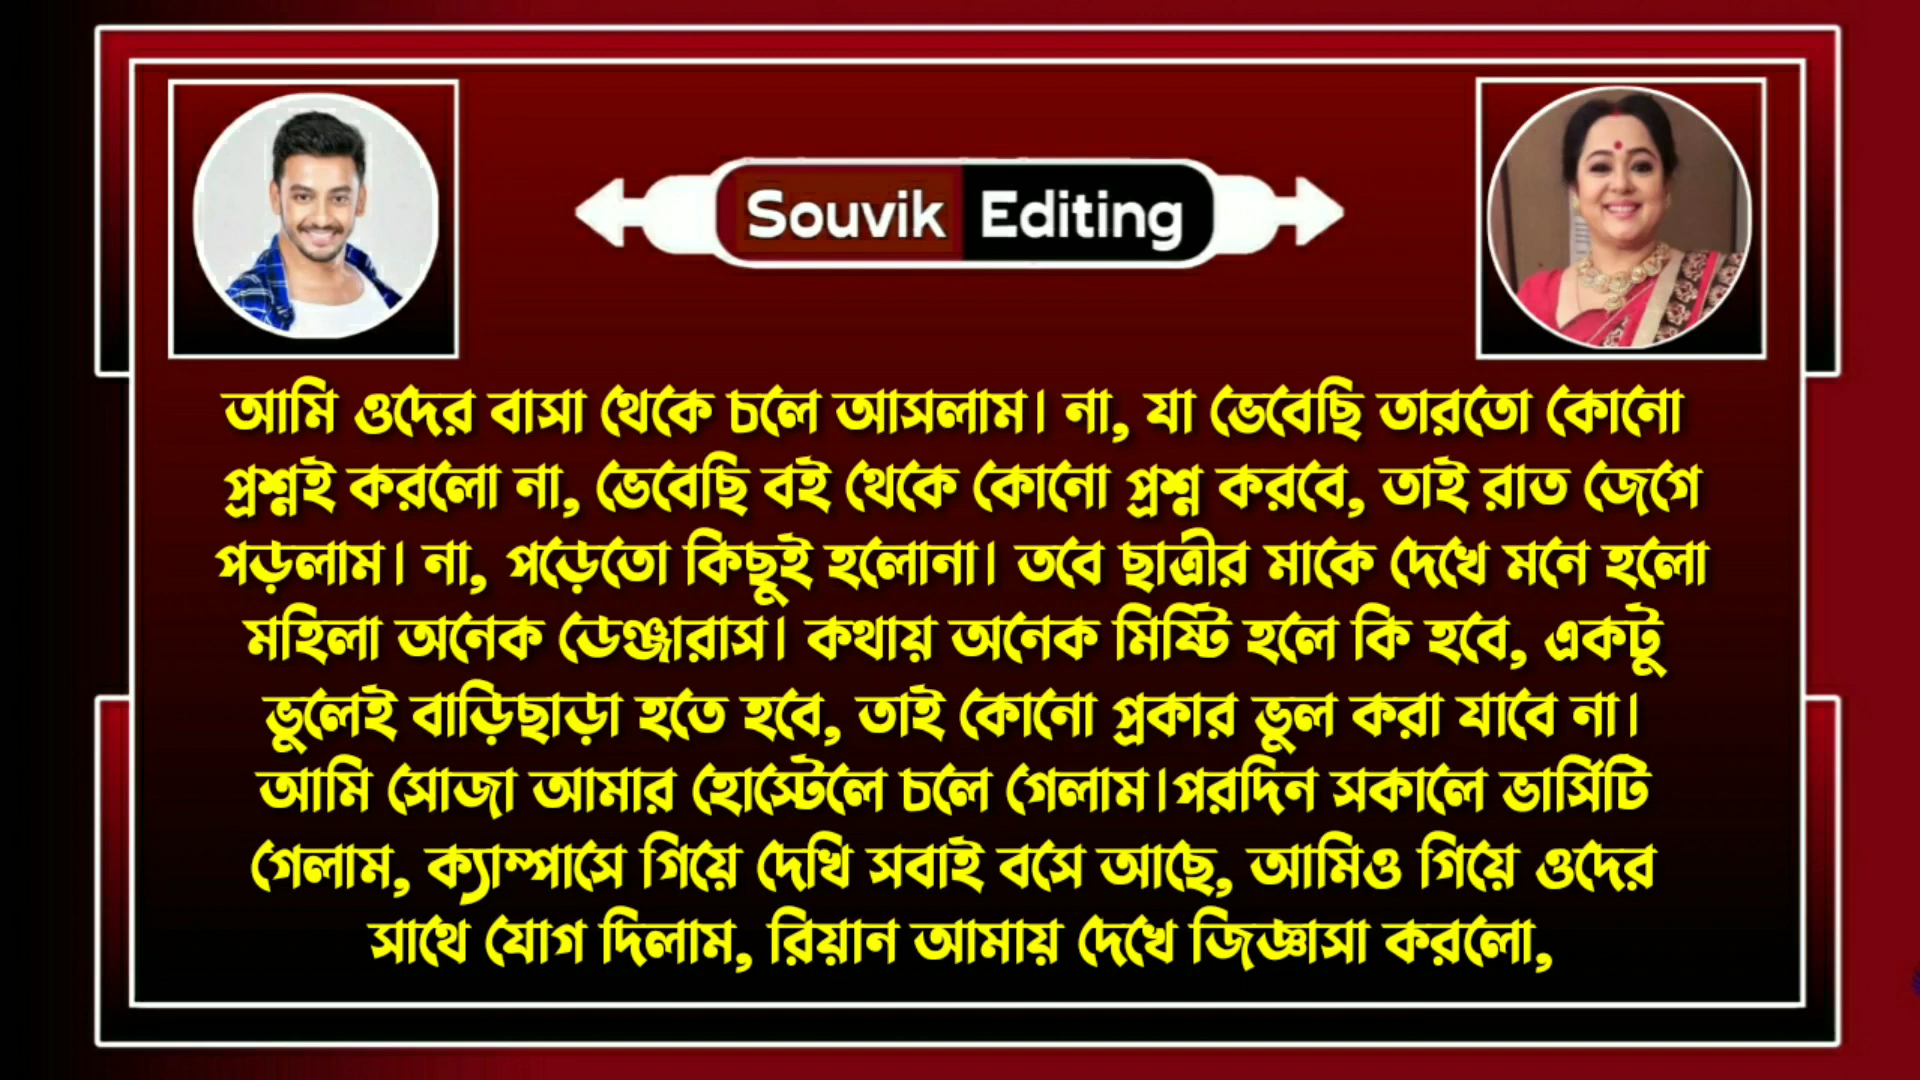 Souvik Editing
আমি ওদের বাসা থেকে চলে আসলাম। না, যা ভেবেছি তারতো কোনো
প্রশ্নই করলো না, ভেবেছি বই থেকে কোনো প্রশ্ন করবে, তাই রাত জেগে
পড়লাম। না, পড়েতো কিছুই হলোনা। তবে ছাত্রীর মাকে দেখে মনে হলো
মহিলা অনেক ডেঞ্জারাস। কথায় অনেক মিষ্টি হলে কি হবে, একটু
ভুলেই বাড়িছাড়া হতে হবে, তাই কোনো প্রকার ভুল করা যাবে না।
আমি সোজা আমার হোস্টেলে চলে গেলাম।পরদিন সকালে ভার্সিটি
গেলাম, ক্যাম্পাসে গিয়ে দেখি সবাই বসে আছে, আমিও গিয়ে ওদের
সাথে যোগ দিলাম, রিয়ান আমায় দেখে জিজ্ঞাসা করলো,